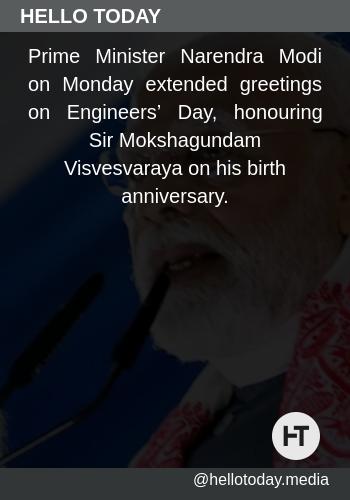 HELLO TODAY
Prime Minister Narendra Modi
on Monday extended greetings
on Engineers’ Day, honouring
Sir Mokshagundam
Visvesvaraya on his birth
anniversary.
HT
@hellotoday.media